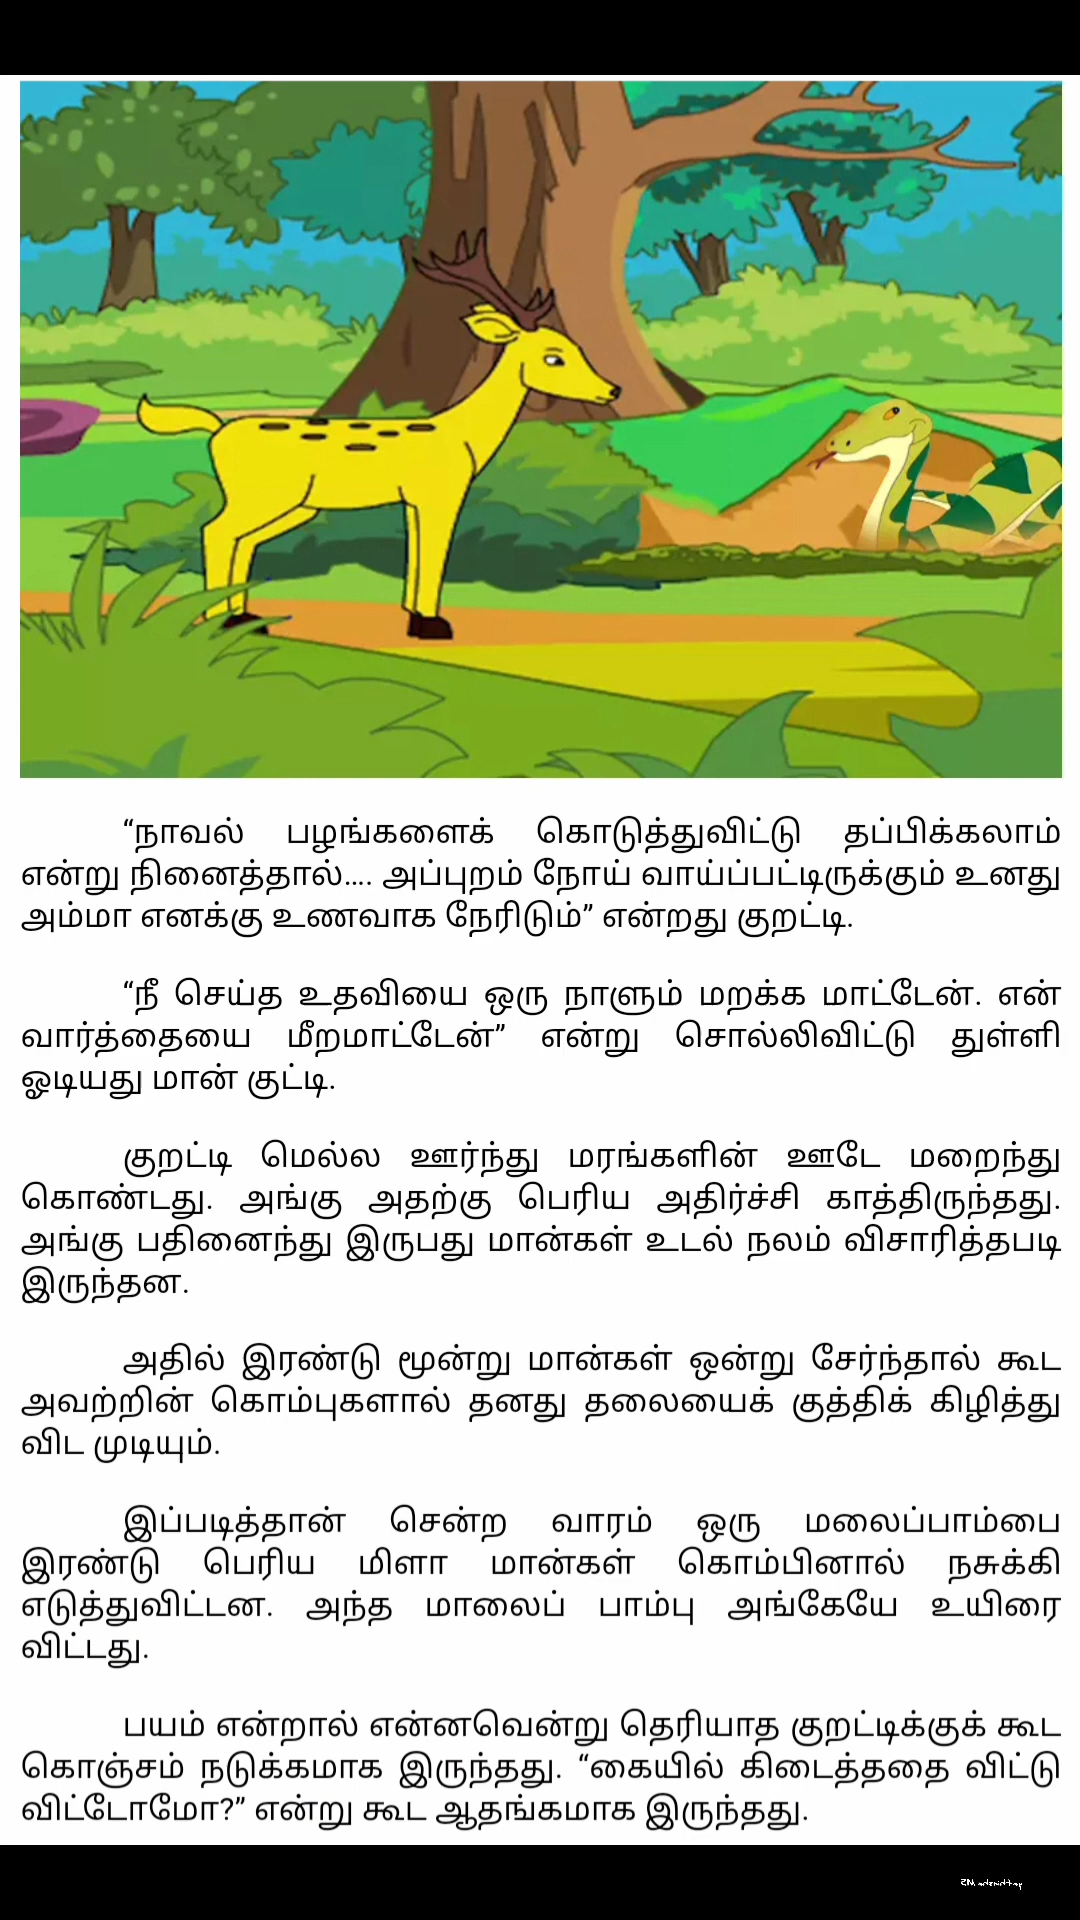 “நாவல் பழங்களைக் கொடுத்துவிட்டு தப்பிக்கலாம்
என்று நினைத்தால்.... அப்புறம் நோய் வாய்ப்பட்டிருக்கும் உனது
அம்மா எனக்கு உணவாக நேரிடும்” என்றது குறட்டி.
“நீ செய்த உதவியை ஒரு நாளும் மறக்க மாட்டேன். என்
வார்த்தையை மீறமாட்டேன்” என்று சொல்லிவிட்டு துள்ளி
ஓடியது மான் குட்டி.
குறட்டி மெல்ல ஊர்ந்து மரங்களின் ஊடே மறைந்து
கொண்டது. அங்கு அதற்கு பெரிய அதிர்ச்சி காத்திருந்தது.
அங்கு பதினைந்து இருபது மான்கள் உடல் நலம் விசாரித்தபடி
இருந்தன.
அதில் இரண்டு மூன்று மான்கள் ஒன்று சேர்ந்தால் கூட
அவற்றின் கொம்புகளால் தனது தலையைக் குத்திக் கிழித்து
விட முடியும்.
இப்படித்தான் சென்ற வாரம் ஒரு மலைப்பாம்பை
இரண்டு பெரிய மிளா மான்கள் கொம்பினால் நசுக்கி
எடுத்துவிட்டன. அந்த மாலைப் பாம்பு அங்கேயே உயிரை
விட்டது.
பயம் என்றால் என்னவென்று தெரியாத குறட்டிக்குக் கூட
கொஞ்சம் நடுக்கமாக இருந்தது. “கையில் கிடைத்ததை விட்டு
விட்டோமோ?” என்று கூட ஆதங்கமாக இருந்தது.